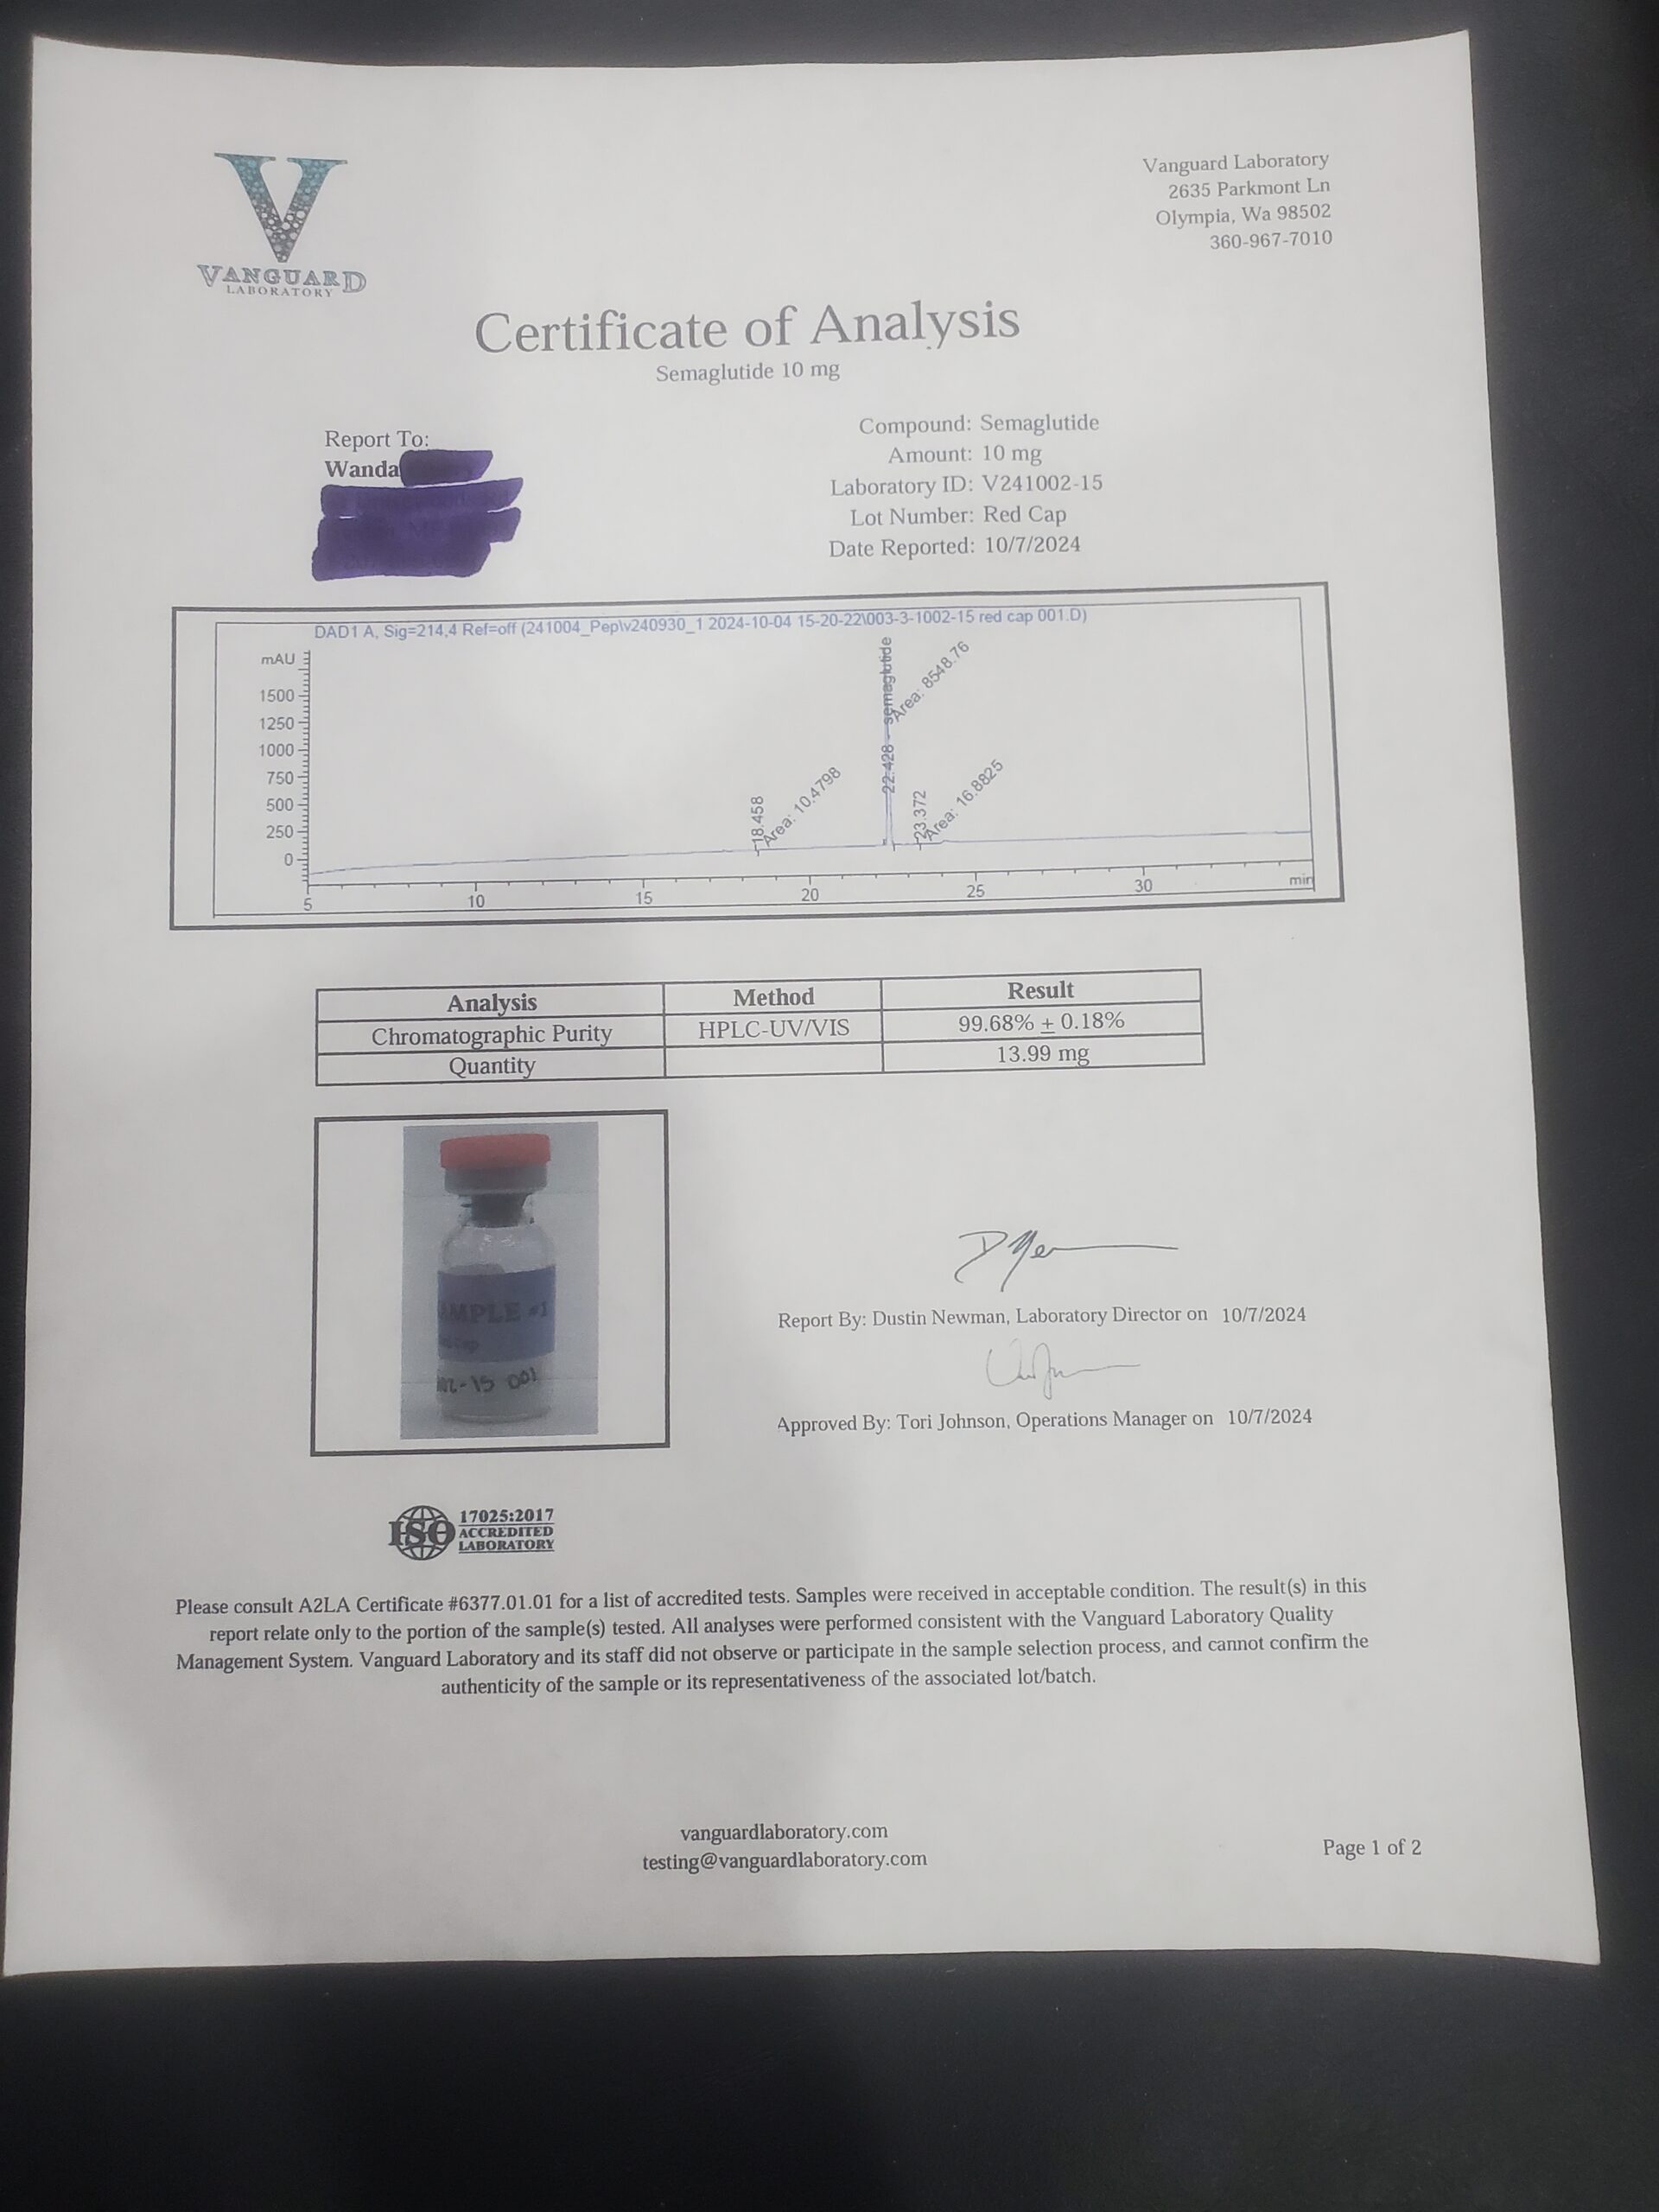 V
VANGUARD
LABORATORY
Vanguard Laboratory
2635 Parkmont Ln
Olympia, Wa 98502
360-967-7010
Certificate of Analysis
Semaglutide 10 mg
Report To:
Wanda
Compound: Semaglutide
Amount: 10 mg
Laboratory ID: V241002-15
Lot Number: Red Cap
Date Reported: 10/7/2024
DAD1 A, Sig=214,4 Ref=off (241004_Pep\v240930_1 2024-10-04 15-20-22\003-3-1002-15 red cap 001.D)
mAU
1500
1250
1000
750
500
250
0
18.458
Area: 10.4798
22.428 - semaglutide
Area: 8548.76
23.372
Area: 16.8825
5 10 15 20 25 30 min
Analysis Method Result
Chromatographic Purity HPLC-UV/VIS 99.68% ± 0.18%
Quantity 13.99 mg
AMPLE #1
-15 001
Report By: Dustin Newman, Laboratory Director on 10/7/2024
Approved By: Tori Johnson, Operations Manager on 10/7/2024
ISO
17025:2017
ACCREDITED
LABORATORY
Please consult A2LA Certificate #6377.01.01 for a list of accredited tests. Samples were received in acceptable condition. The result(s) in this
report relate only to the portion of the sample(s) tested. All analyses were performed consistent with the Vanguard Laboratory Quality
Management System. Vanguard Laboratory and its staff did not observe or participate in the sample selection process, and cannot confirm the
authenticity of the sample or its representativeness of the associated lot/batch.
vanguardlaboratory.com
testing@vanguardlaboratory.com
Page 1 of 2